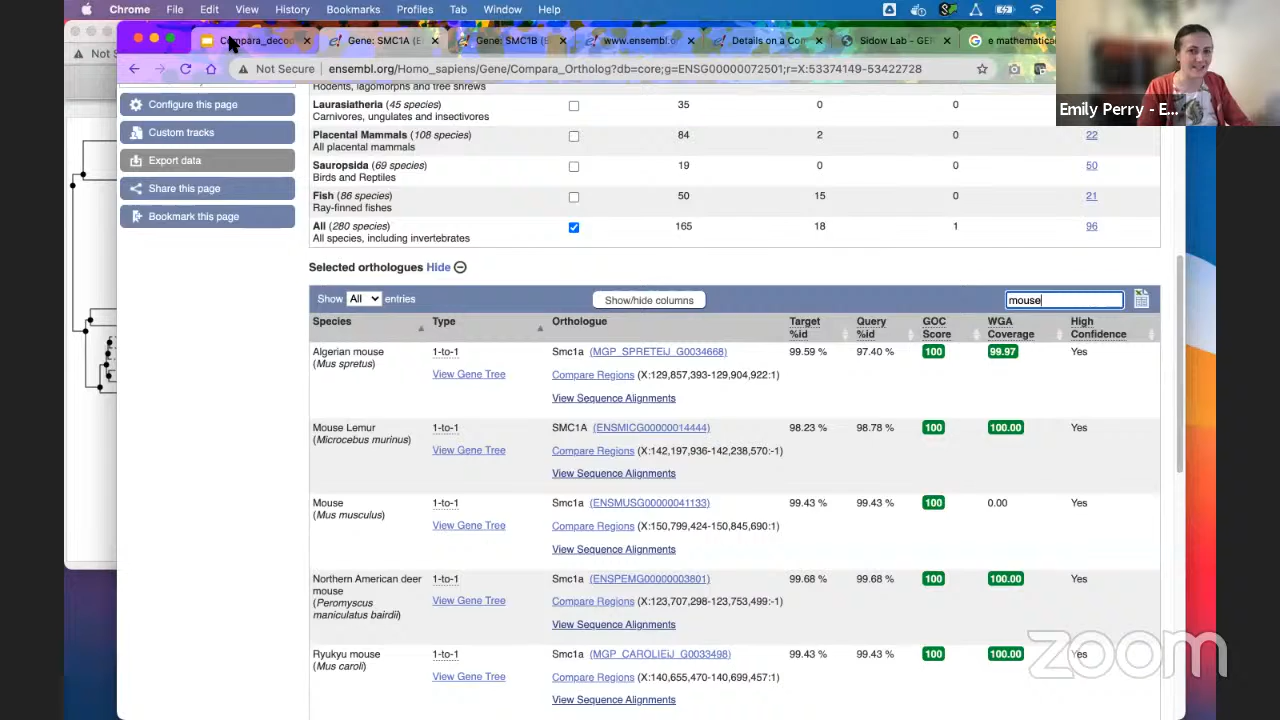 Chrome File Edit View History Bookmarks Profiles Tab Window Help
Not S
Compara_deco
Gene: SMC1A (E
Gene: SMC1B (
www.ensembl.o
Details on a Co
Sidow Lab - GE
e mathematica
Not Secure ensembl.org/Homo_sapiens/Gene/Compara_Ortholog?db=core;g=ENSG00000072501;r=X:53374149-53422728
Emily Perry - E...
Configure this page
Custom tracks
Export data
Share this page
Bookmark this page
Rodents, lagomorphs and tree shrews
Laurasiatheria (45 species) 35 0 0
Carnivores, ungulates and insectivores
Placental Mammals (108 species) 84 2 0 22
All placental mammals
Sauropsida (69 species) 19 0 0 50
Birds and Reptiles
Fish (86 species) 50 15 0 21
Ray-finned fishes
All (280 species) 165 18 1 96
All species, including invertebrates
Selected orthologues Hide
Show All entries Show/hide columns mouse
Species Type Orthologue Target %id Query %id GOC Score WGA Coverage High Confidence
Algerian mouse 1-to-1 Smc1a (MGP_SPRETEiJ_G0034668) 99.59 % 97.40 % 100 99.97 Yes
(Mus spretus)
View Gene Tree Compare Regions (X:129,857,393-129,904,922:1)
View Sequence Alignments
Mouse Lemur 1-to-1 SMC1A (ENSMICG00000014444) 98.23 % 98.78 % 100 100.00 Yes
(Microcebus murinus)
View Gene Tree Compare Regions (X:142,197,936-142,238,570:-1)
View Sequence Alignments
Mouse 1-to-1 Smc1a (ENSMUSG00000041133) 99.43 % 99.43 % 100 0.00 Yes
(Mus musculus)
View Gene Tree Compare Regions (X:150,799,424-150,845,690:1)
View Sequence Alignments
Northern American deer 1-to-1 Smc1a (ENSPEMG00000003801) 99.68 % 99.68 % 100 100.00 Yes
mouse
(Peromyscus
maniculatus bairdii)
View Gene Tree Compare Regions (X:123,707,298-123,753,499:-1)
View Sequence Alignments
Ryukyu mouse 1-to-1 Smc1a (MGP_CAROLIEiJ_G0033498) 99.43 % 99.43 % 100 100.00 Yes
(Mus caroli)
View Gene Tree Compare Regions (X:140,655,470-140,699,457:1)
View Sequence Alignments
zoom